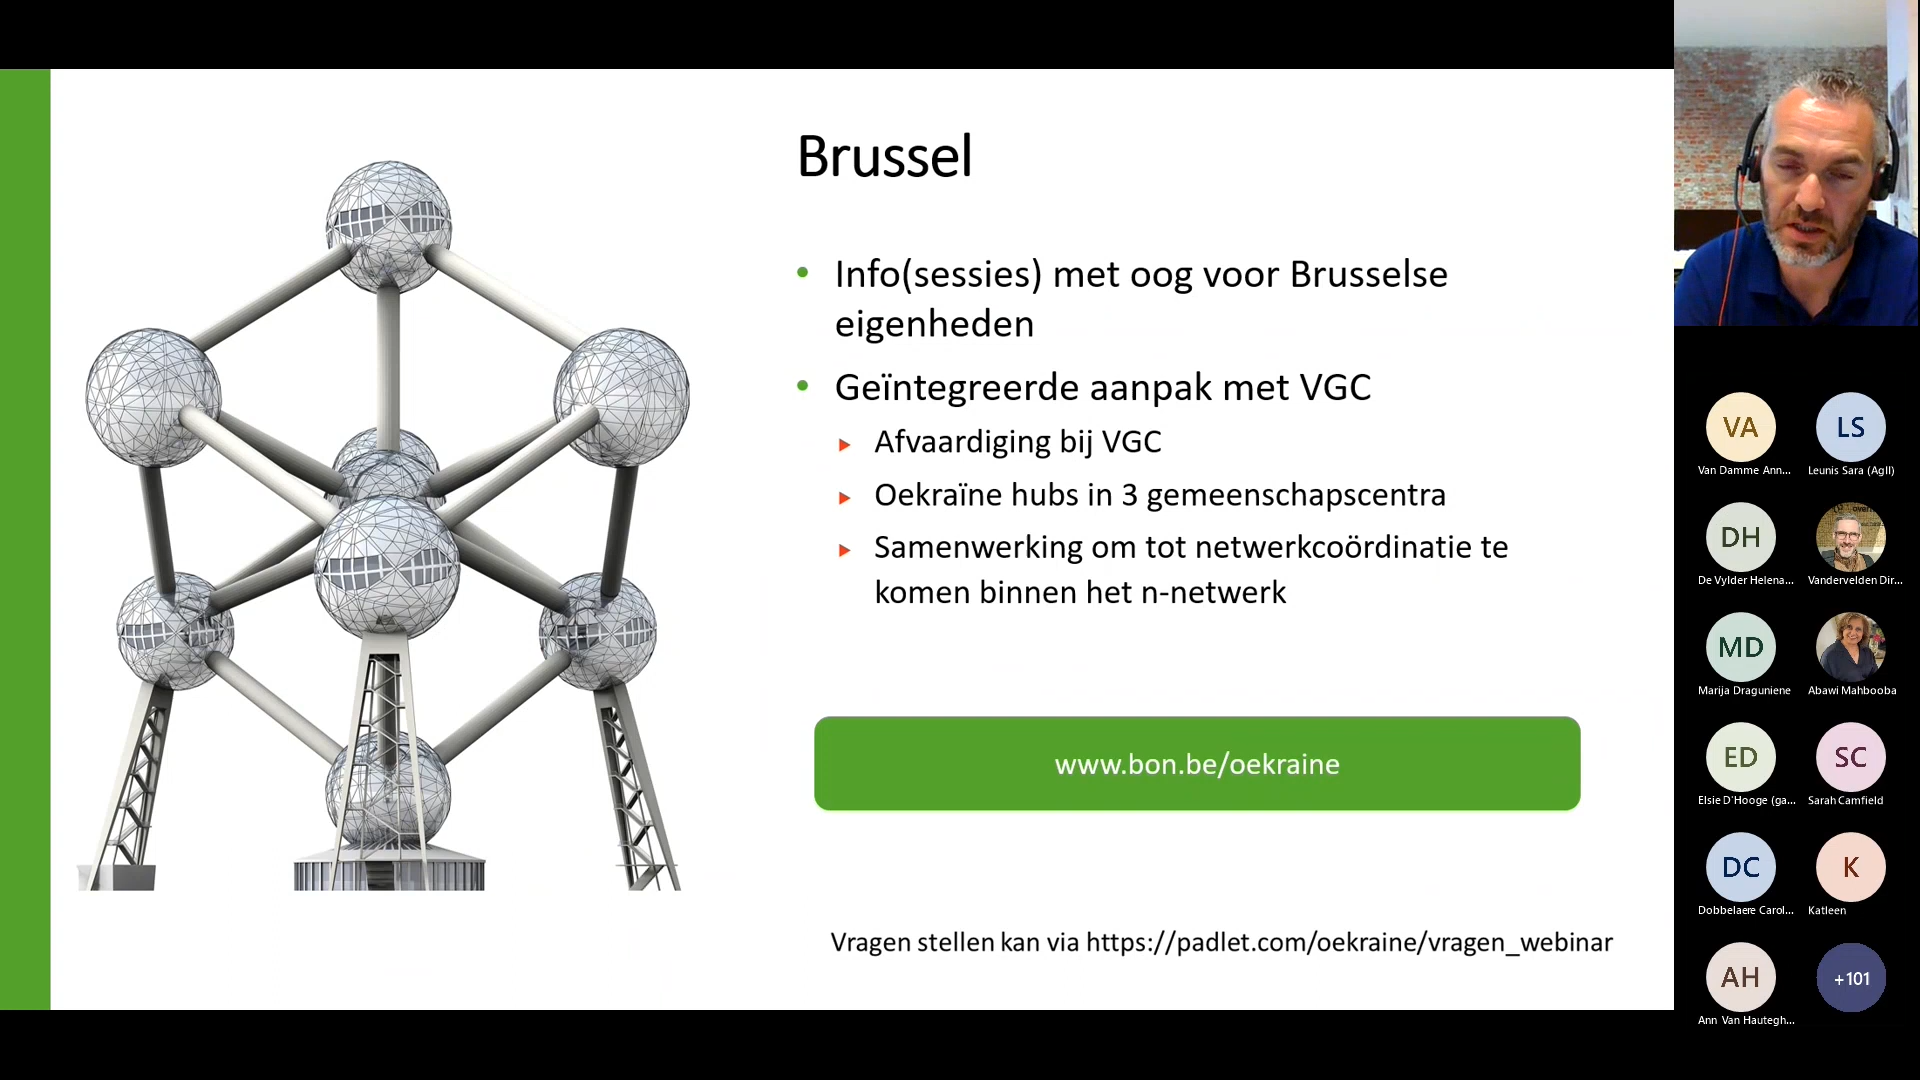 Brussel
Info(sessies) met oog voor Brusselse
eigenheden
Geïntegreerde aanpak met VGC
Afvaardiging bij VGC
Oekraïne hubs in 3 gemeenschapscentra
Samenwerking om tot netwerkcoördinatie te
komen binnen het n-netwerk
www.bon.be/oekraine
Vragen stellen kan via https://padlet.com/oekraine/vragen_webinar
VA
LS
Van Damme Ann...
Leunis Sara (AgII)
DH
De Vylder Helena...
Vandervelden Dir...
MD
Marija Draguniene
Abawi Mahbooba
ED
SC
Elsie D'Hooge (ga...
Sarah Camfield
DC
K
Dobbelaere Carol...
Katleen
AH
+101
Ann Van Hautegh...